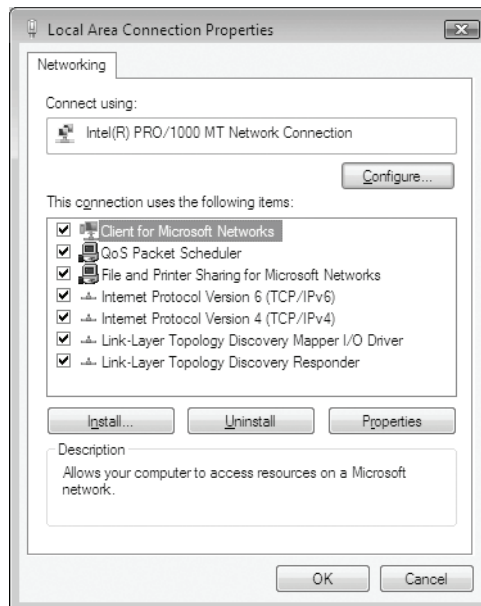 Local Area Connection Properties
Networking
Connect using:
Intel(R) PRO/1000 MT Network Connection
Configure...
This connection uses the following items:
Client for Microsoft Networks
QoS Packet Scheduler
File and Printer Sharing for Microsoft Networks
Internet Protocol Version 6 (TCP/IPv6)
Internet Protocol Version 4 (TCP/IPv4)
Link-Layer Topology Discovery Mapper I/O Driver
Link-Layer Topology Discovery Responder
Install... Uninstall Properties
Description
Allows your computer to access resources on a Microsoft
network.
OK Cancel